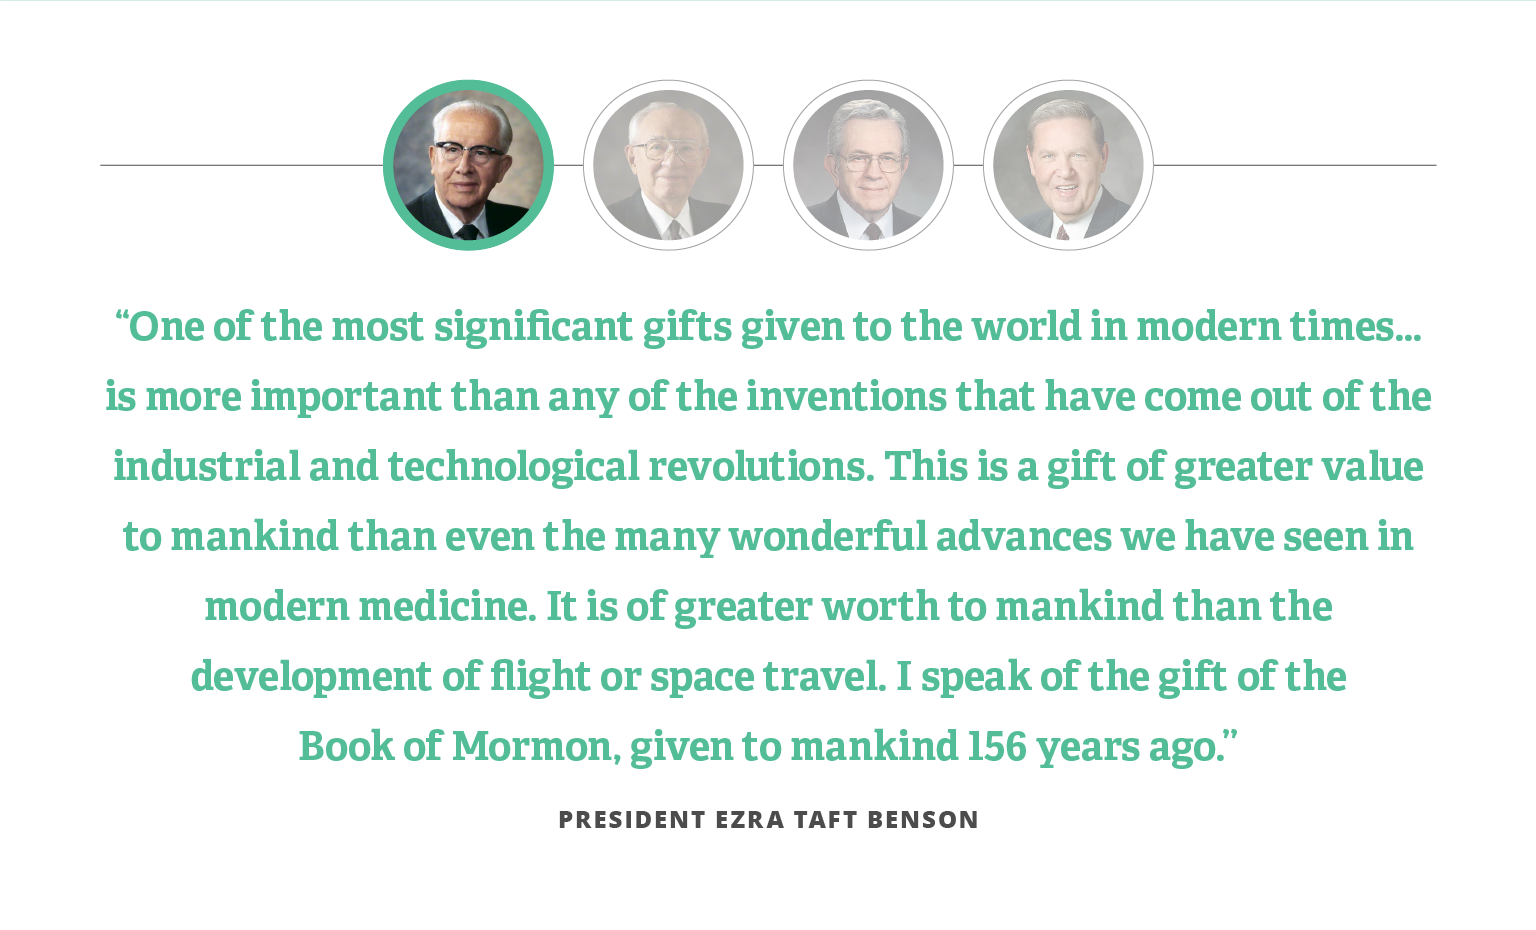 “One of the most significant gifts given to the world in modern times...
is more important than any of the inventions that have come out of the
industrial and technological revolutions. This is a gift of greater value
to mankind than even the many wonderful advances we have seen in
modern medicine. It is of greater worth to mankind than the
development of flight or space travel. I speak of the gift of the
Book of Mormon, given to mankind 156 years ago.”
PRESIDENT EZRA TAFT BENSON